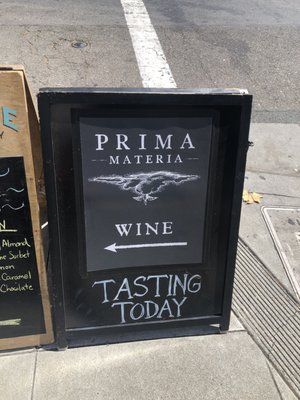 PRIMA
MATERIA
WINE
TASTING
TODAY
Almond
Sorbet
Caramel
Chocolate